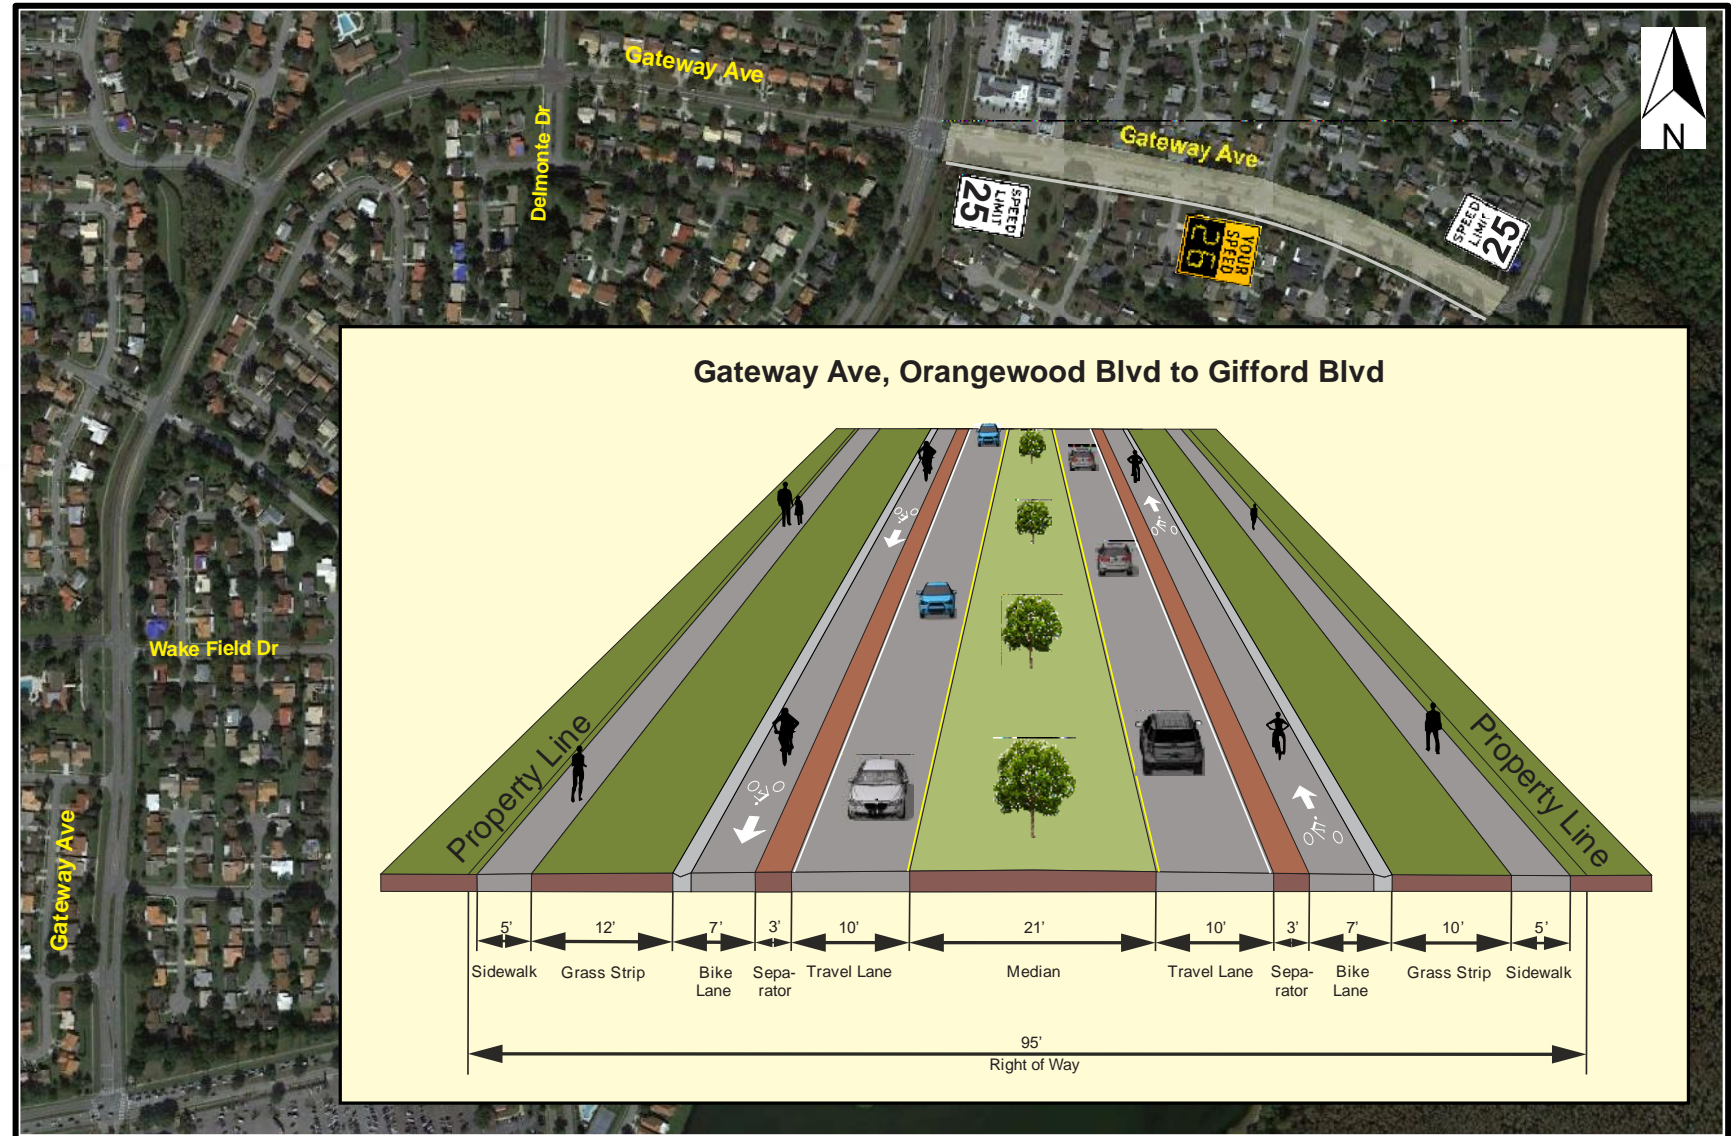 Gateway Ave
Delmonte Dr
Gateway Ave
N
SPEED
LIMIT
25
YOUR
SPEED
26
SPEED
LIMIT
25
Wake Field Dr
Gateway Ave
Gateway Ave, Orangewood Blvd to Gifford Blvd
Property Line
Property Line
5' 12' 7' 3' 10' 21' 10' 3' 7' 10' 5'
Sidewalk Grass Strip Bike Lane Sepa-rator Travel Lane Median Travel Lane Sepa-rator Bike Lane Grass Strip Sidewalk
95'
Right of Way